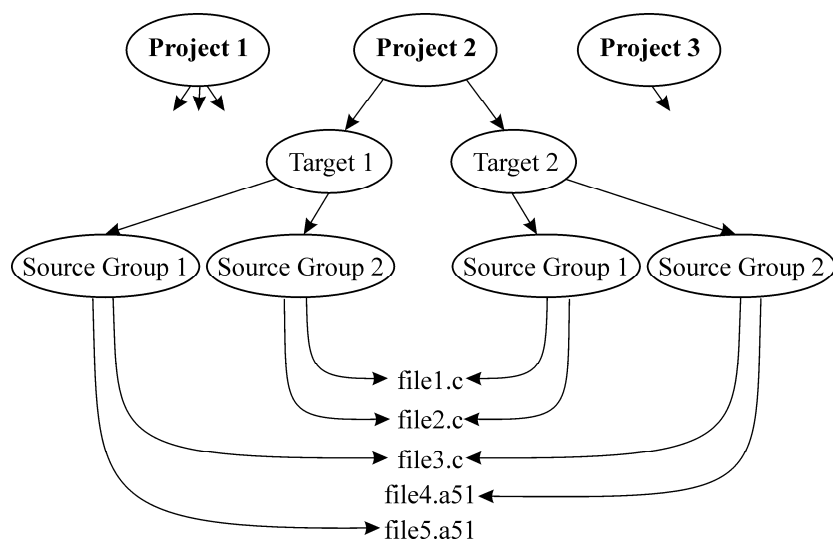 Project 1
Project 2
Project 3
Target 1
Target 2
Source Group 1
Source Group 2
Source Group 1
Source Group 2
file1.c
file2.c
file3.c
file4.a51
file5.a51